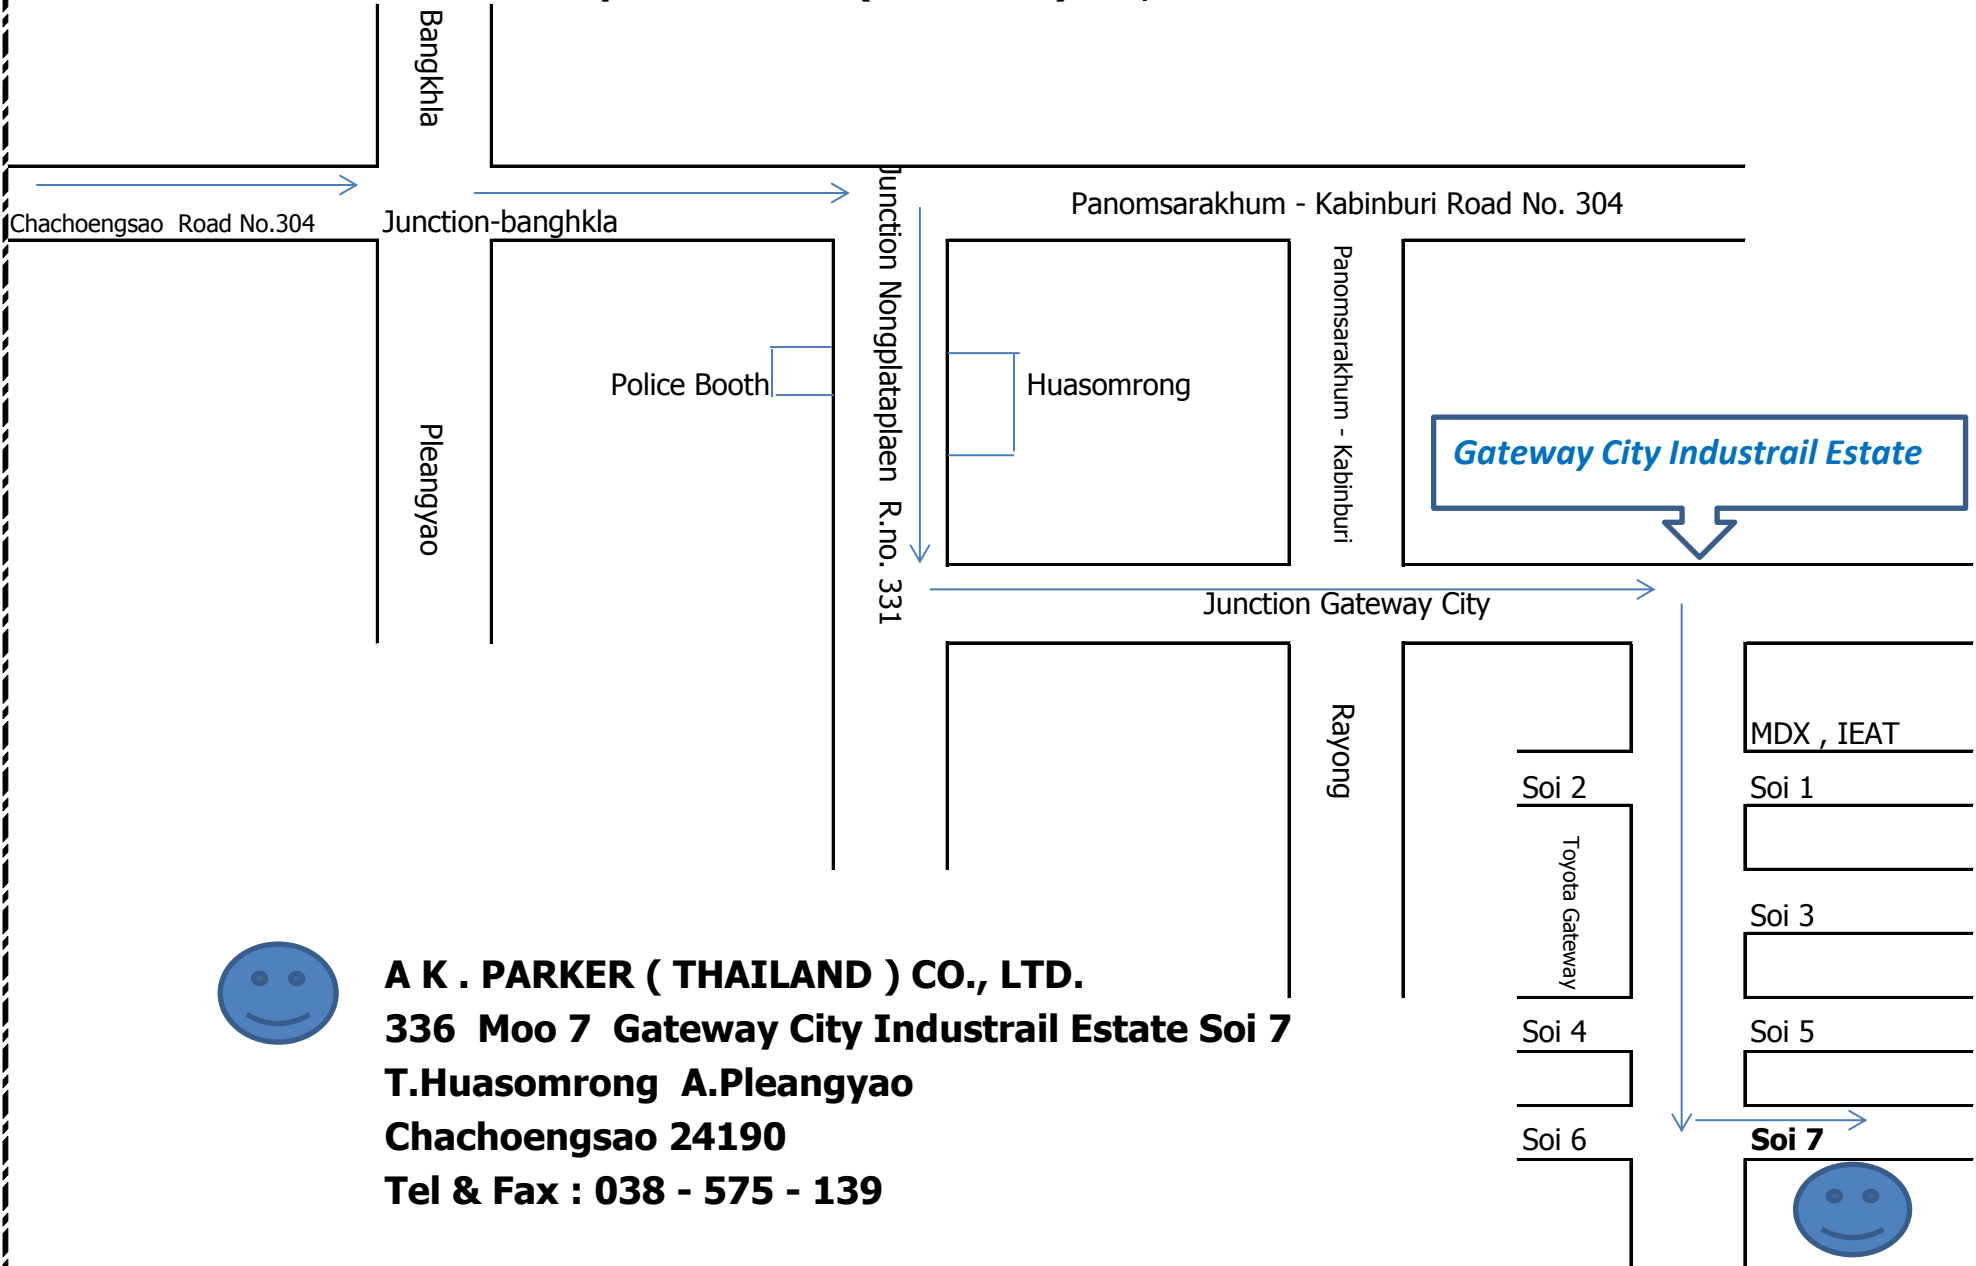 Bangkhla
Chachoengsao Road No.304
Junction-banghkla
Panomsarakhum - Kabinburi Road No. 304
Junction Nongplataplaen R.no. 331
Panomsarakhum - Kabinburi
Police Booth
Huasomrong
Gateway City Industrail Estate
Pleangyao
Junction Gateway City
Rayong
MDX , IEAT
Soi 2
Soi 1
Toyota Gateway
Soi 3
Soi 4
Soi 5
Soi 6
Soi 7
A K . PARKER ( THAILAND ) CO., LTD.
336 Moo 7 Gateway City Industrail Estate Soi 7
T.Huasomrong A.Pleangyao
Chachoengsao 24190
Tel & Fax : 038 - 575 - 139